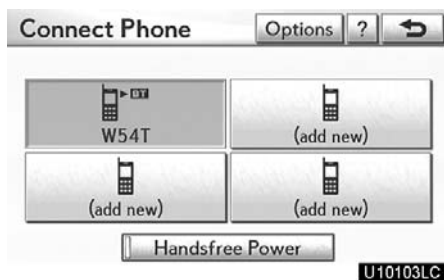 Connect Phone Options ?
BT
W54T (add new)
(add new) (add new)
Handsfree Power
U10103LC